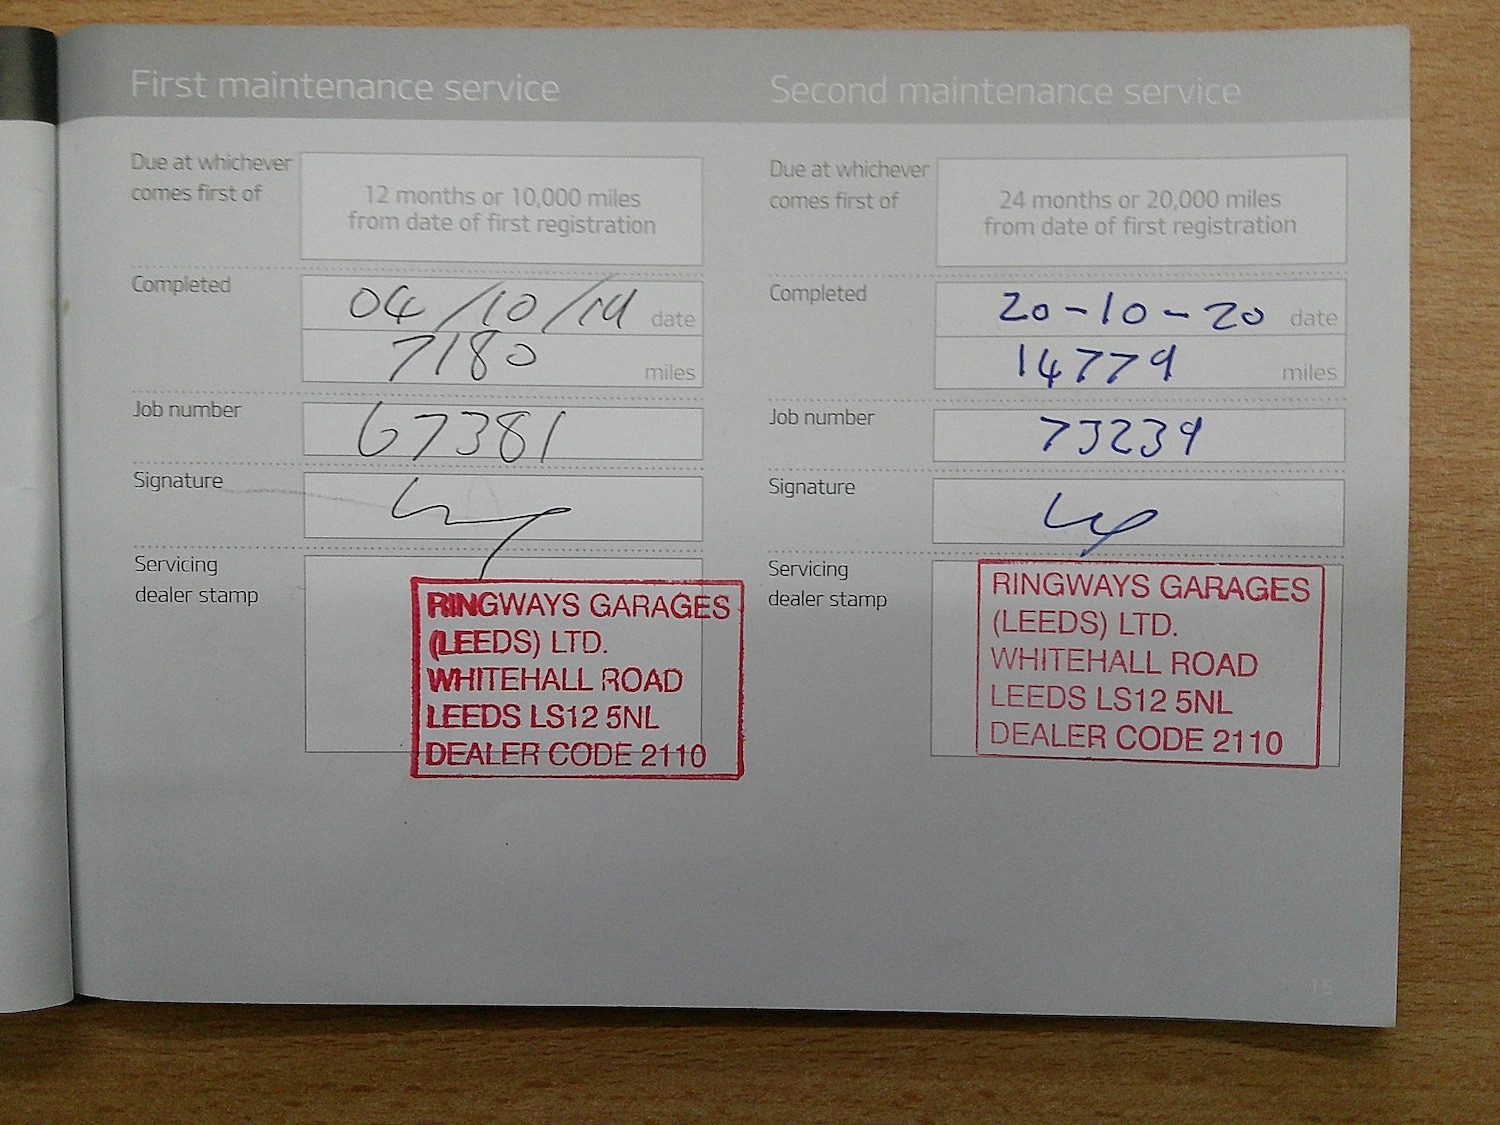 First maintenance service
Due at whichever
comes first of
12 months or 10,000 miles
from date of first registration
Completed
04/10/19 date
7180 miles
Job number
67381
Signature
Servicing
dealer stamp
RINGWAYS GARAGES
(LEEDS) LTD.
WHITEHALL ROAD
LEEDS LS12 5NL
DEALER CODE 2110
Second maintenance service
Due at whichever
comes first of
24 months or 20,000 miles
from date of first registration
Completed
20-10-20 date
14779 miles
Job number
73239
Signature
Servicing
dealer stamp
RINGWAYS GARAGES
(LEEDS) LTD.
WHITEHALL ROAD
LEEDS LS12 5NL
DEALER CODE 2110
15